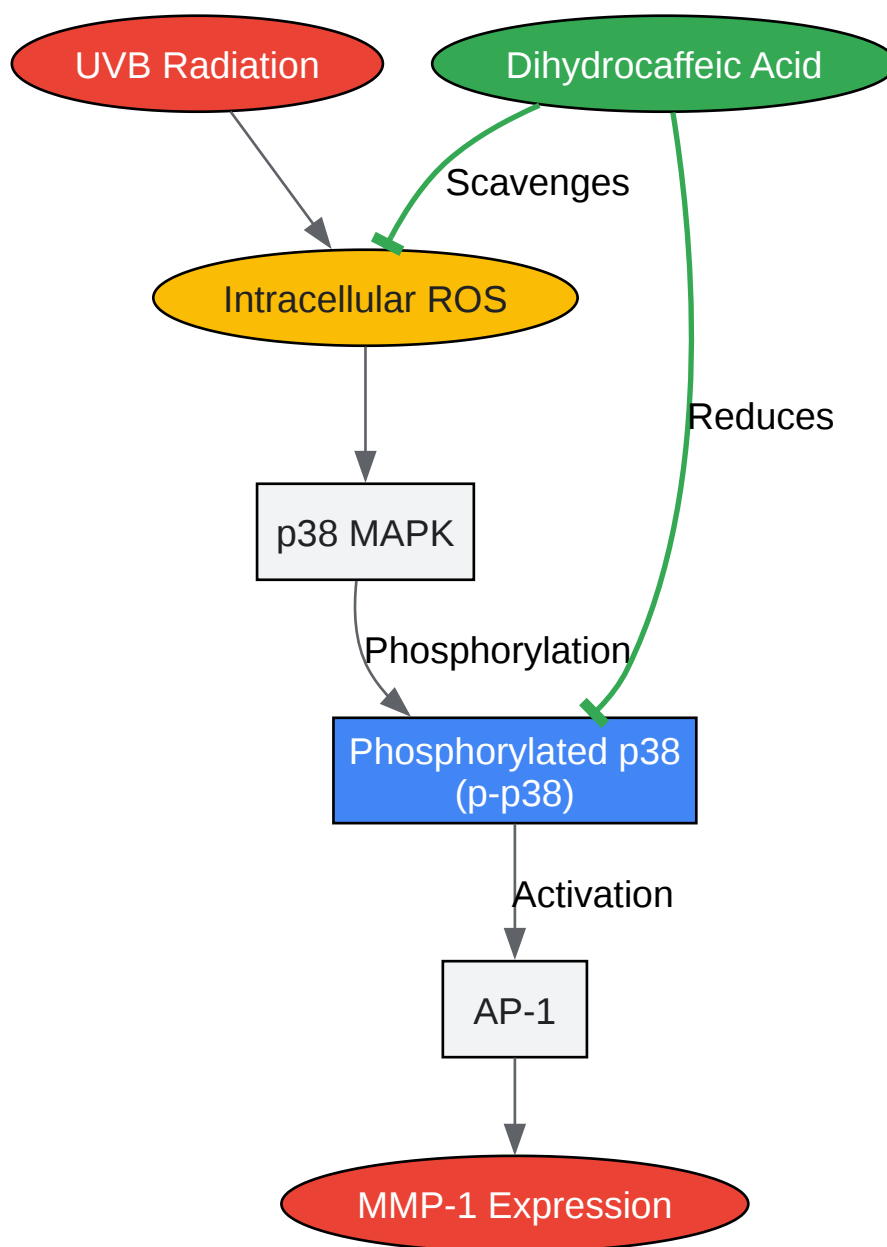 UVB Radiation
Dihydrocaffeic Acid
Scavenges
Intracellular ROS
Reduces
p38 MAPK
Phosphorylation
Phosphorylated p38
(p-p38)
Activation
AP-1
MMP-1 Expression